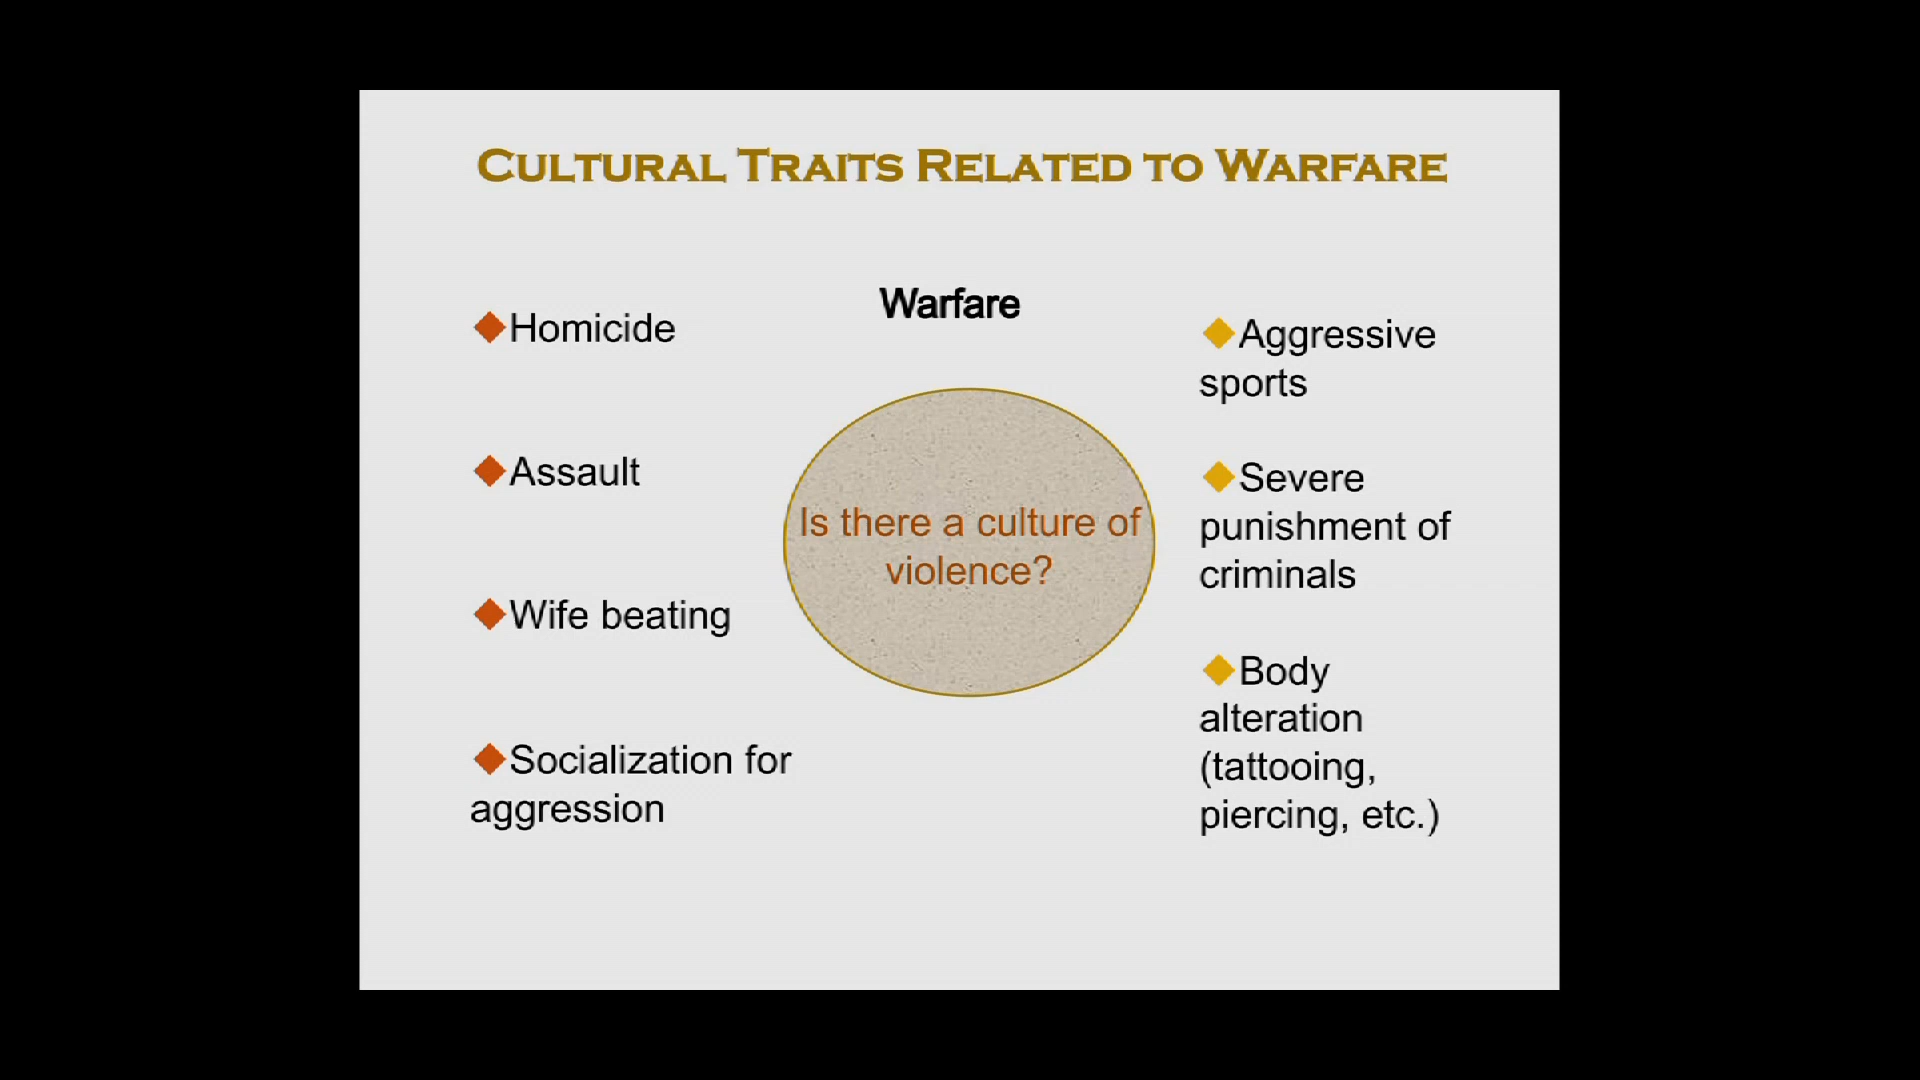 CULTURAL TRAITS RELATED TO WARFARE
Warfare
Homicide
Assault
Wife beating
Socialization for
aggression
Is there a culture of
violence?
Aggressive
sports
Severe
punishment of
criminals
Body
alteration
(tattooing,
piercing, etc.)